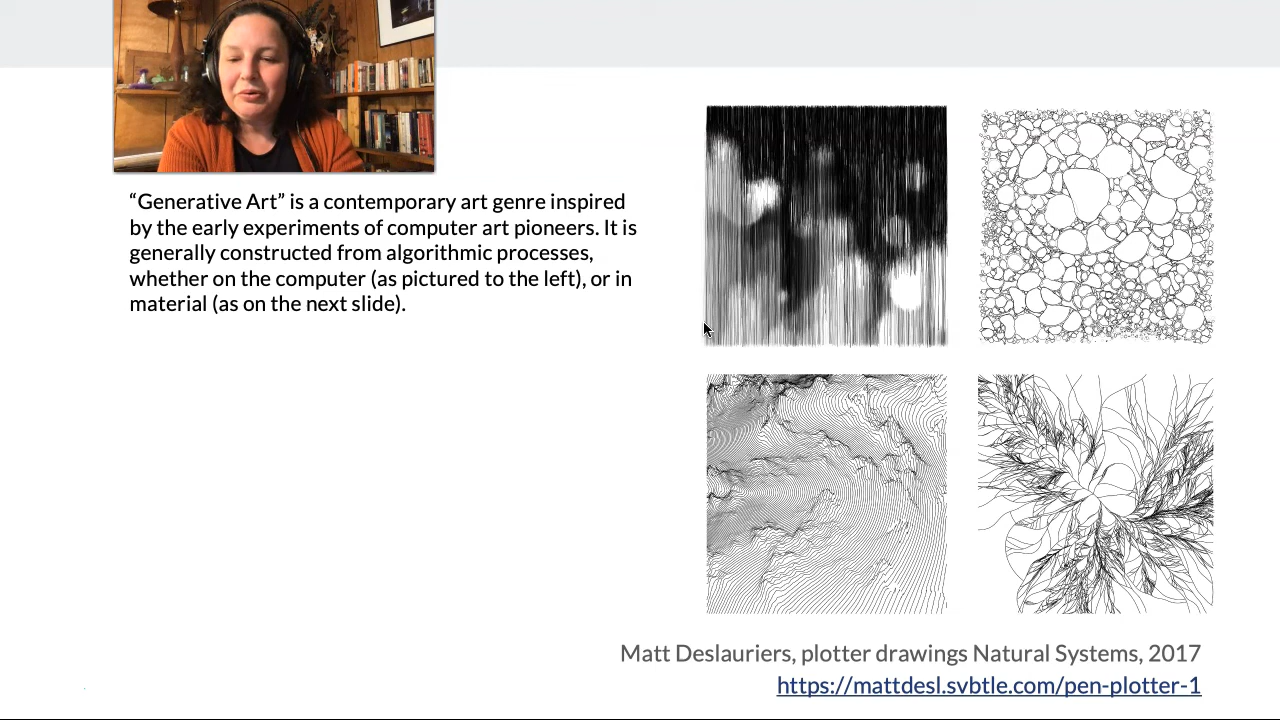 “Generative Art” is a contemporary art genre inspired
by the early experiments of computer art pioneers. It is
generally constructed from algorithmic processes,
whether on the computer (as pictured to the left), or in
material (as on the next slide).
Matt Deslauriers, plotter drawings Natural Systems, 2017
https://mattdesl.svbtle.com/pen-plotter-1